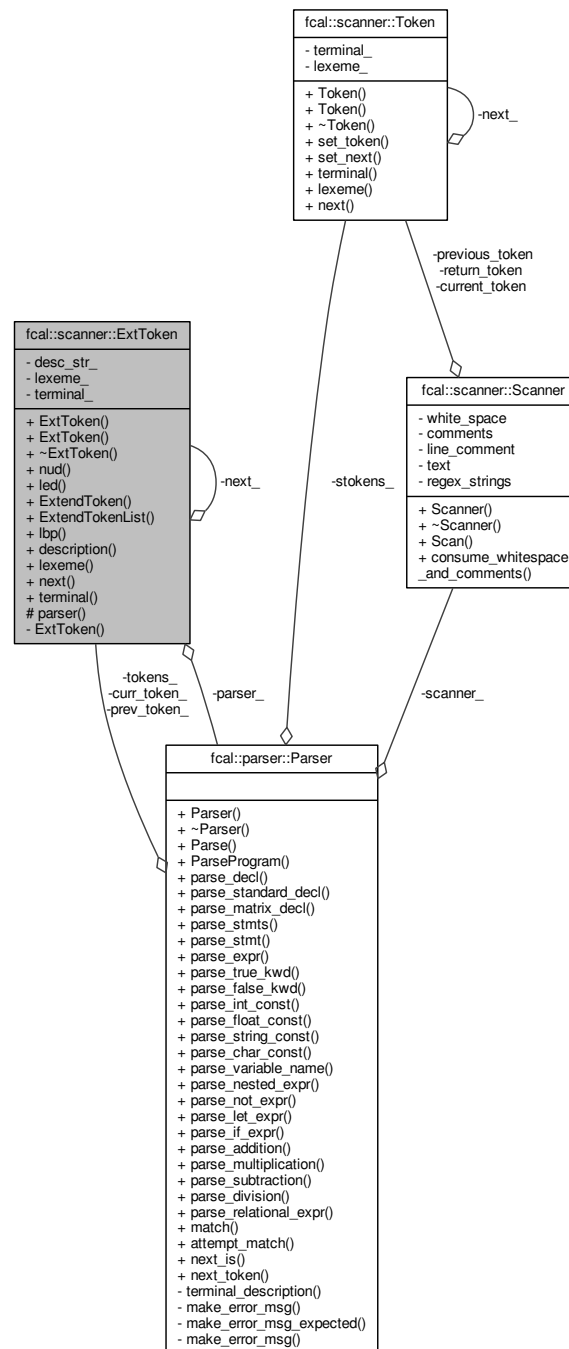 fcal::scanner::Token
- terminal_
- lexeme_
+ Token()
+ Token()
+ ~Token()
+ set_token()
+ set_next()
+ terminal()
+ lexeme()
+ next()
-next_
-previous_token
-return_token
-current_token
fcal::scanner::ExtToken
- desc_str_
- lexeme_
- terminal_
+ ExtToken()
+ ExtToken()
+ ~ExtToken()
+ nud()
+ led()
+ ExtendToken()
+ ExtendTokenList()
+ lbp()
+ description()
+ lexeme()
+ next()
+ terminal()
# parser()
- ExtToken()
-next_
-stokens_
fcal::scanner::Scanner
- white_space
- comments
- line_comment
- text
- regex_strings
+ Scanner()
+ ~Scanner()
+ Scan()
+ consume_whitespace
_and_comments()
-tokens_
-curr_token_
-prev_token_
-parser_
-scanner_
fcal::parser::Parser
+ Parser()
+ ~Parser()
+ Parse()
+ ParseProgram()
+ parse_decl()
+ parse_standard_decl()
+ parse_matrix_decl()
+ parse_stmts()
+ parse_stmt()
+ parse_expr()
+ parse_true_kwd()
+ parse_false_kwd()
+ parse_int_const()
+ parse_float_const()
+ parse_string_const()
+ parse_char_const()
+ parse_variable_name()
+ parse_nested_expr()
+ parse_not_expr()
+ parse_let_expr()
+ parse_if_expr()
+ parse_addition()
+ parse_multiplication()
+ parse_subtraction()
+ parse_division()
+ parse_relational_expr()
+ match()
+ attempt_match()
+ next_is()
+ next_token()
- terminal_description()
- make_error_msg()
- make_error_msg_expected()
- make_error_msg()